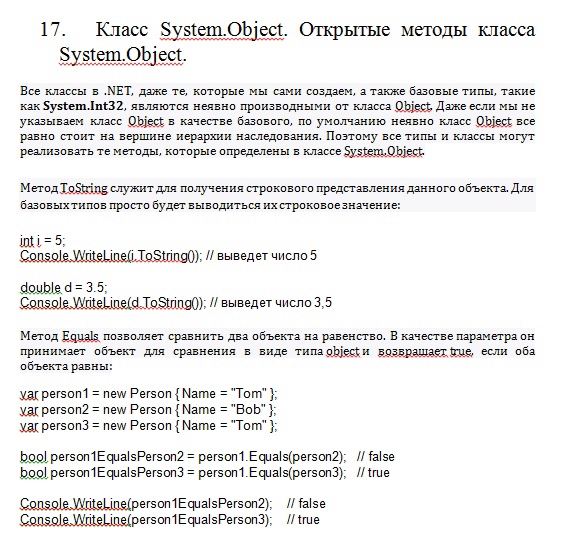 17. Класс System.Object. Открытые методы класса
System.Object.
Все классы в .NET, даже те, которые мы сами создаем, а также базовые типы, такие
как System.Int32, являются неявно производными от класса Object. Даже если мы не
указываем класс Object в качестве базового, по умолчанию неявно класс Object все
равно стоит на вершине иерархии наследования. Поэтому все типы и классы могут
реализовать те методы, которые определены в классе System.Object.
Метод ToString служит для получения строкового представления данного объекта. Для
базовых типов просто будет выводиться их строковое значение:
int i = 5;
Console.WriteLine(i.ToString()); // выведет число 5
double d = 3.5;
Console.WriteLine(d.ToString()); // выведет число 3,5
Метод Equals позволяет сравнить два объекта на равенство. В качестве параметра он
принимает объект для сравнения в виде типа object и возврашает true, если оба
объекта равны:
var person1 = new Person { Name = "Tom" };
var person2 = new Person { Name = "Bob" };
var person3 = new Person { Name = "Tom" };
bool person1EqualsPerson2 = person1.Equals(person2); // false
bool person1EqualsPerson3 = person1.Equals(person3); // true
Console.WriteLine(person1EqualsPerson2); // false
Console.WriteLine(person1EqualsPerson3); // true